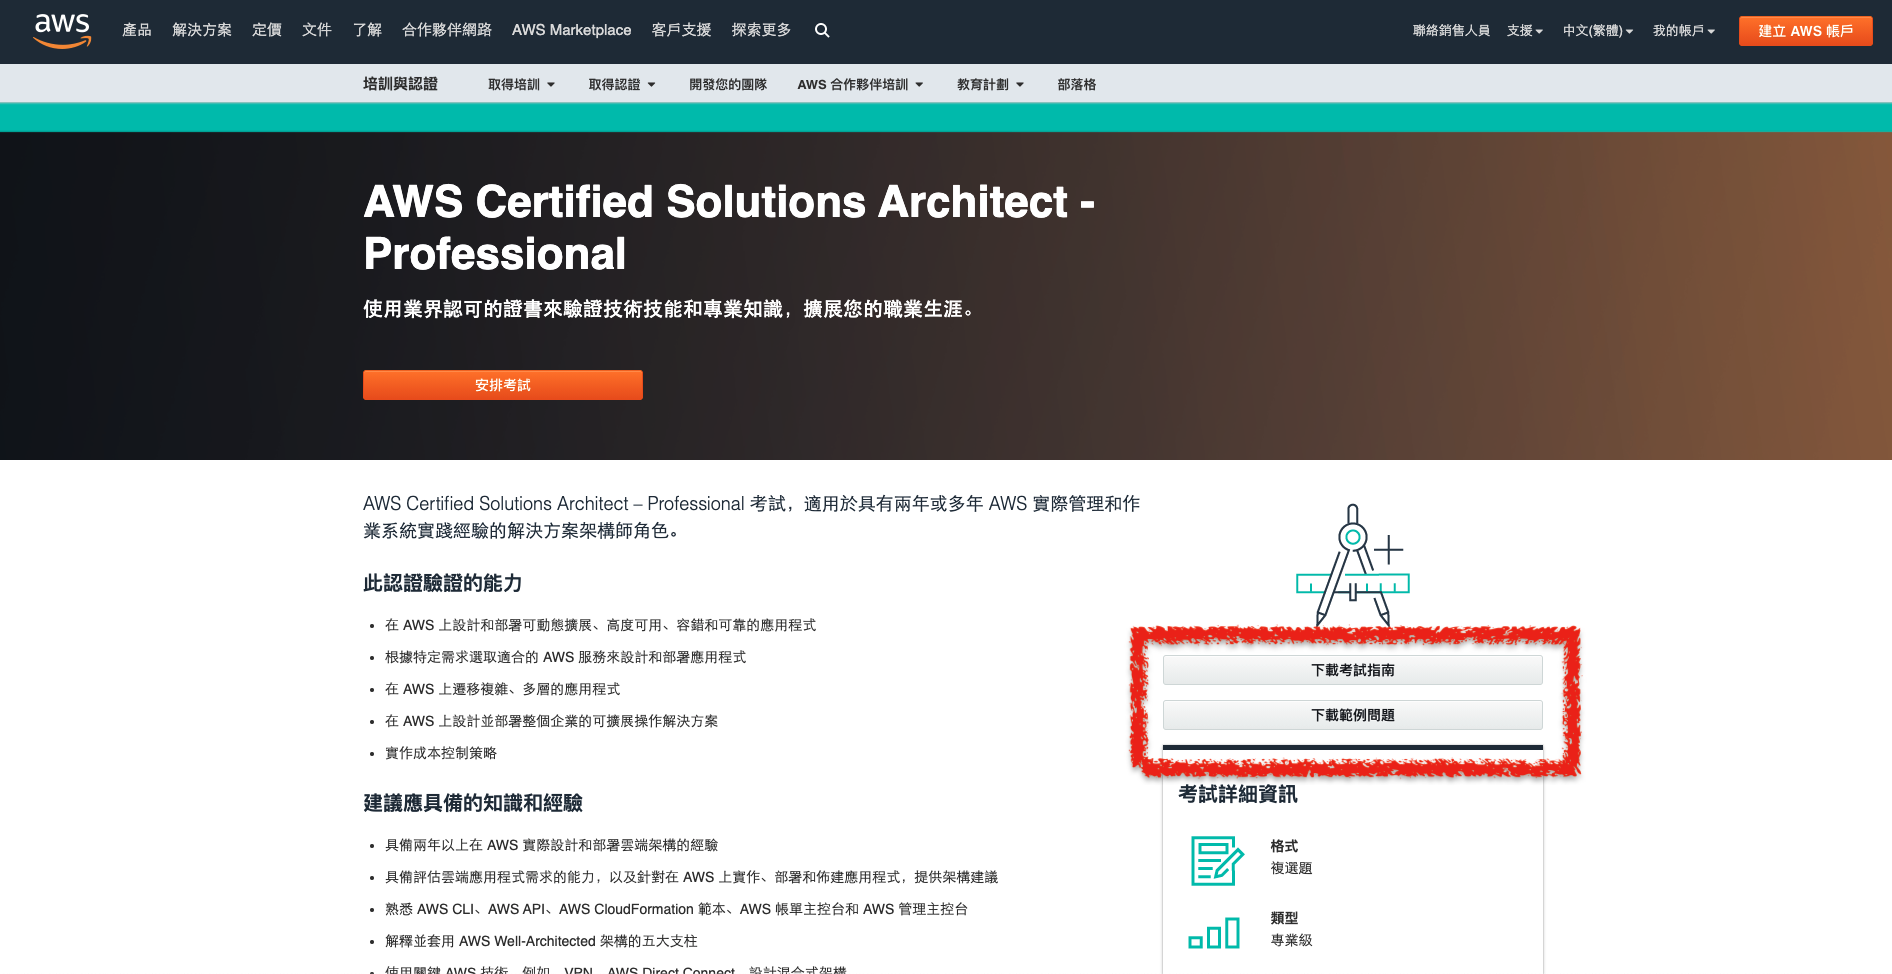 aws
產品 解決方案 定價 文件 了解 合作夥伴網路 AWS Marketplace 客戶支援 探索更多
聯絡銷售人員 支援 中文(繁體) 我的帳戶 建立 AWS 帳戶
培訓與認證 取得培訓 取得認證 開發您的團隊 AWS 合作夥伴培訓 教育計劃 部落格
AWS Certified Solutions Architect -
Professional
使用業界認可的證書來驗證技術技能和專業知識，擴展您的職業生涯。
安排考試
AWS Certified Solutions Architect – Professional 考試，適用於具有兩年或多年 AWS 實際管理和作
業系統實踐經驗的解決方案架構師角色。
此認證驗證的能力
• 在 AWS 上設計和部署可動態擴展、高度可用、容錯和可靠的應用程式
• 根據特定需求選取適合的 AWS 服務來設計和部署應用程式
• 在 AWS 上遷移複雜、多層的應用程式
• 在 AWS 上設計並部署整個企業的可擴展操作解決方案
• 實作成本控制策略
建議應具備的知識和經驗
• 具備兩年以上在 AWS 實際設計和部署雲端架構的經驗
• 具備評估雲端應用程式需求的能力，以及針對在 AWS 上實作、部署和佈建應用程式，提供架構建議
• 熟悉 AWS CLI、AWS API、AWS CloudFormation 範本、AWS 帳單主控台和 AWS 管理主控台
• 解釋並套用 AWS Well-Architected 架構的五大支柱
• 使用關鍵 AWS 技術，例如，VPN、AWS Direct Connect，設計混合式架構
下載考試指南
下載範例問題
考試詳細資訊
格式
複選題
類型
專業級